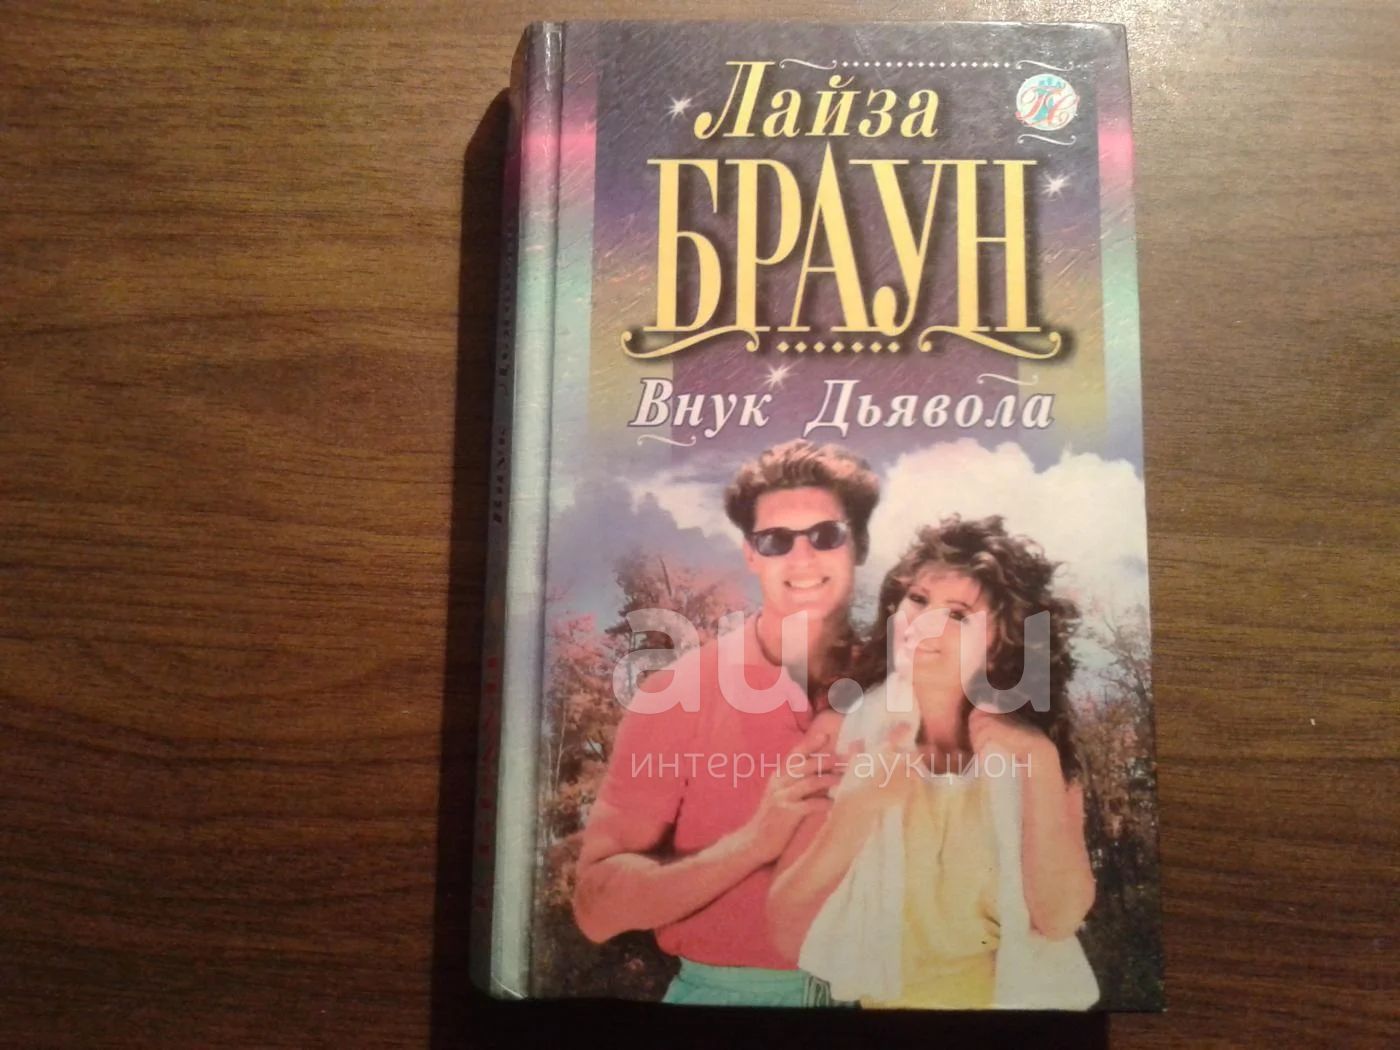 Лайза
БРАУН
Внук Дьявола
au.ru
интернет-аукцион